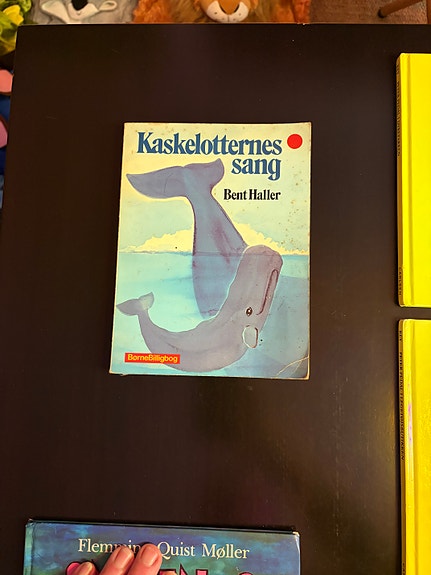 Kaskelotternes
sang
Bent Haller
BørneBilligbog
Flemming Quist Møller